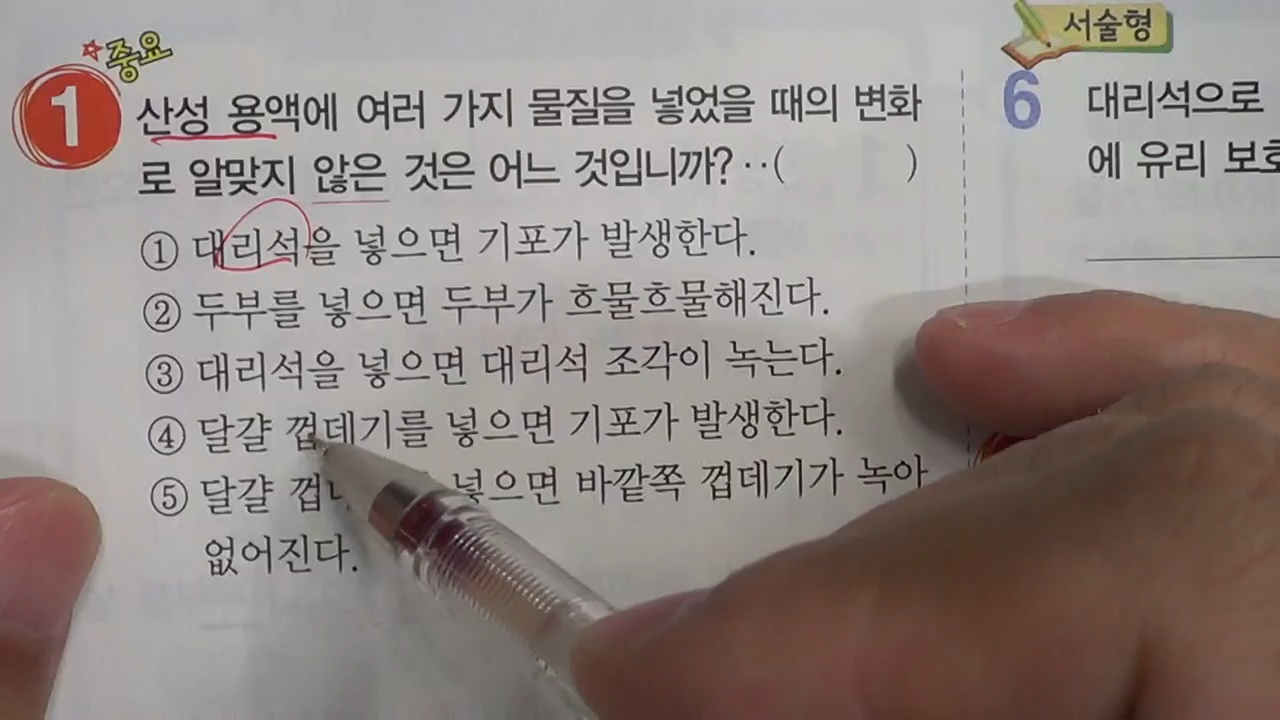 중요
1
산성 용액에 여러 가지 물질을 넣었을 때의 변화
로 알맞지 않은 것은 어느 것입니까? ‥( )
① 대리석을 넣으면 기포가 발생한다.
② 두부를 넣으면 두부가 흐물흐물해진다.
③ 대리석을 넣으면 대리석 조각이 녹는다.
④ 달걀 껍데기를 넣으면 기포가 발생한다.
⑤ 달걀 넣으면 바깥쪽 껍데기가 녹아
없어진다.
서술형
6
대리석으로
에 유리